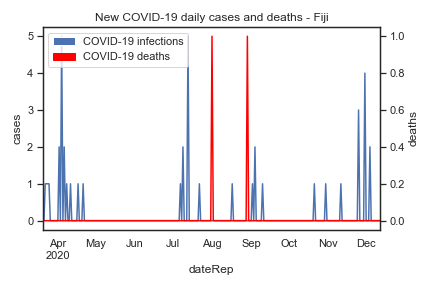 New COVID-19 daily cases and deaths - Fiji
COVID-19 infections
COVID-19 deaths
5
4
3
2
1
0
cases
1.0
0.8
0.6
0.4
0.2
0.0
deaths
Apr May Jun Jul Aug Sep Oct Nov Dec
2020
dateRep